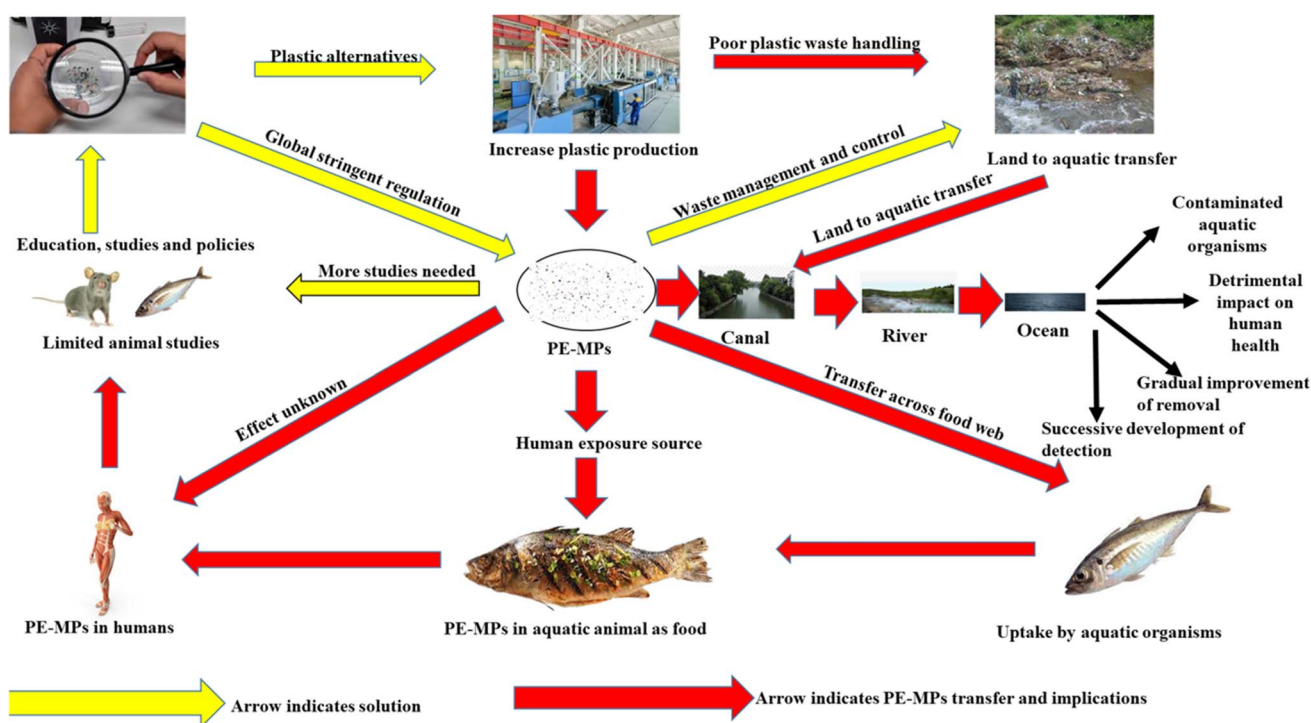 Plastic alternatives
Poor plastic waste handling
Global stringent regulation
Increase plastic production
Waste management and control
Land to aquatic transfer
Land to aquatic transfer
Contaminated
aquatic
organisms
Education, studies and policies
More studies needed
Detrimental
impact on
human
health
Limited animal studies
PE-MPs
Canal
River
Ocean
Gradual improvement
of removal
Effect unknown
Transfer across food web
Successive development of
detection
Human exposure source
PE-MPs in humans
PE-MPs in aquatic animal as food
Uptake by aquatic organisms
Arrow indicates solution
Arrow indicates PE-MPs transfer and implications